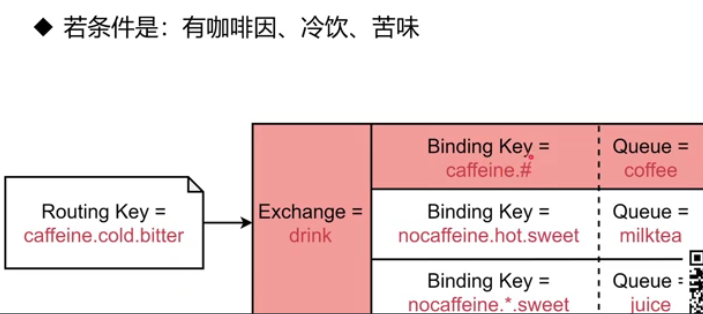 ◆ 若条件是：有咖啡因、冷饮、苦味
Routing Key =
caffeine.cold.bitter
Exchange =
drink
Binding Key =
caffeine.#
Queue =
coffee
Binding Key =
nocaffeine.hot.sweet
Queue =
milktea
Binding Key =
nocaffeine.*.sweet
Queue =
juice